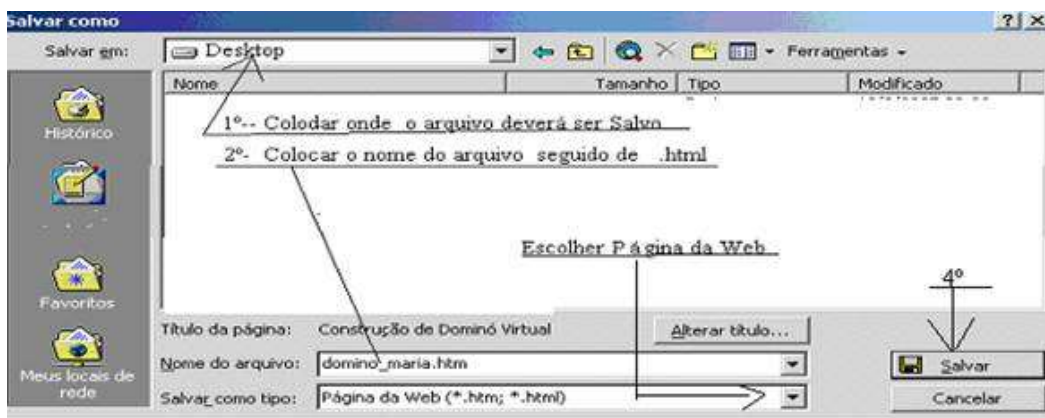 Salvar como
Salvar em:
Desktop
Ferramentas
Nome
Tamanho
Tipo
Modificado
Histórico
1º-- Colodar onde o arquivo deverá ser Salvo
2º- Colocar o nome do arquivo seguido de .html
Escolher Página da Web
4º
Favoritos
Título da página:
Construção de Dominó Virtual
Alterar título...
Nome do arquivo:
domino_maria.htm
Salvar
Meus locais de
rede
Salvar como tipo:
Página da Web (*.htm; *.html)
Cancelar